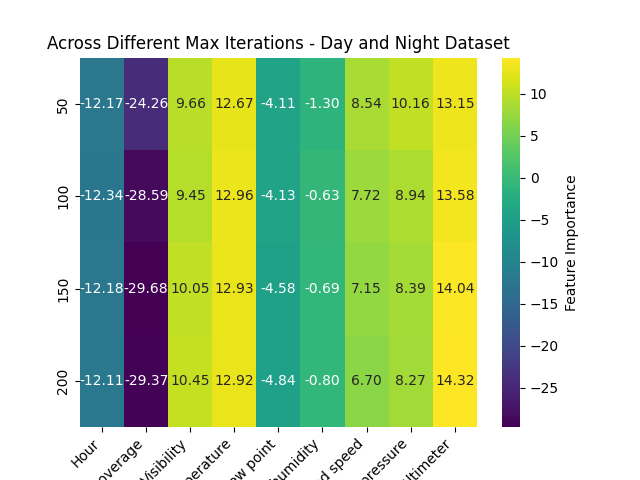 Across Different Max Iterations - Day and Night Dataset
50 -12.17 -24.26 9.66 12.67 -4.11 -1.30 8.54 10.16 13.15
100 -12.34 -28.59 9.45 12.96 -4.13 -0.63 7.72 8.94 13.58
150 -12.18 -29.68 10.05 12.93 -4.58 -0.69 7.15 8.39 14.04
200 -12.11 -29.37 10.45 12.92 -4.84 -0.80 6.70 8.27 14.32
Hour overage Visibility perature ew point humidity d speed pressure ltimeter
10
5
0
−5
−10
−15
−20
−25
Feature Importance